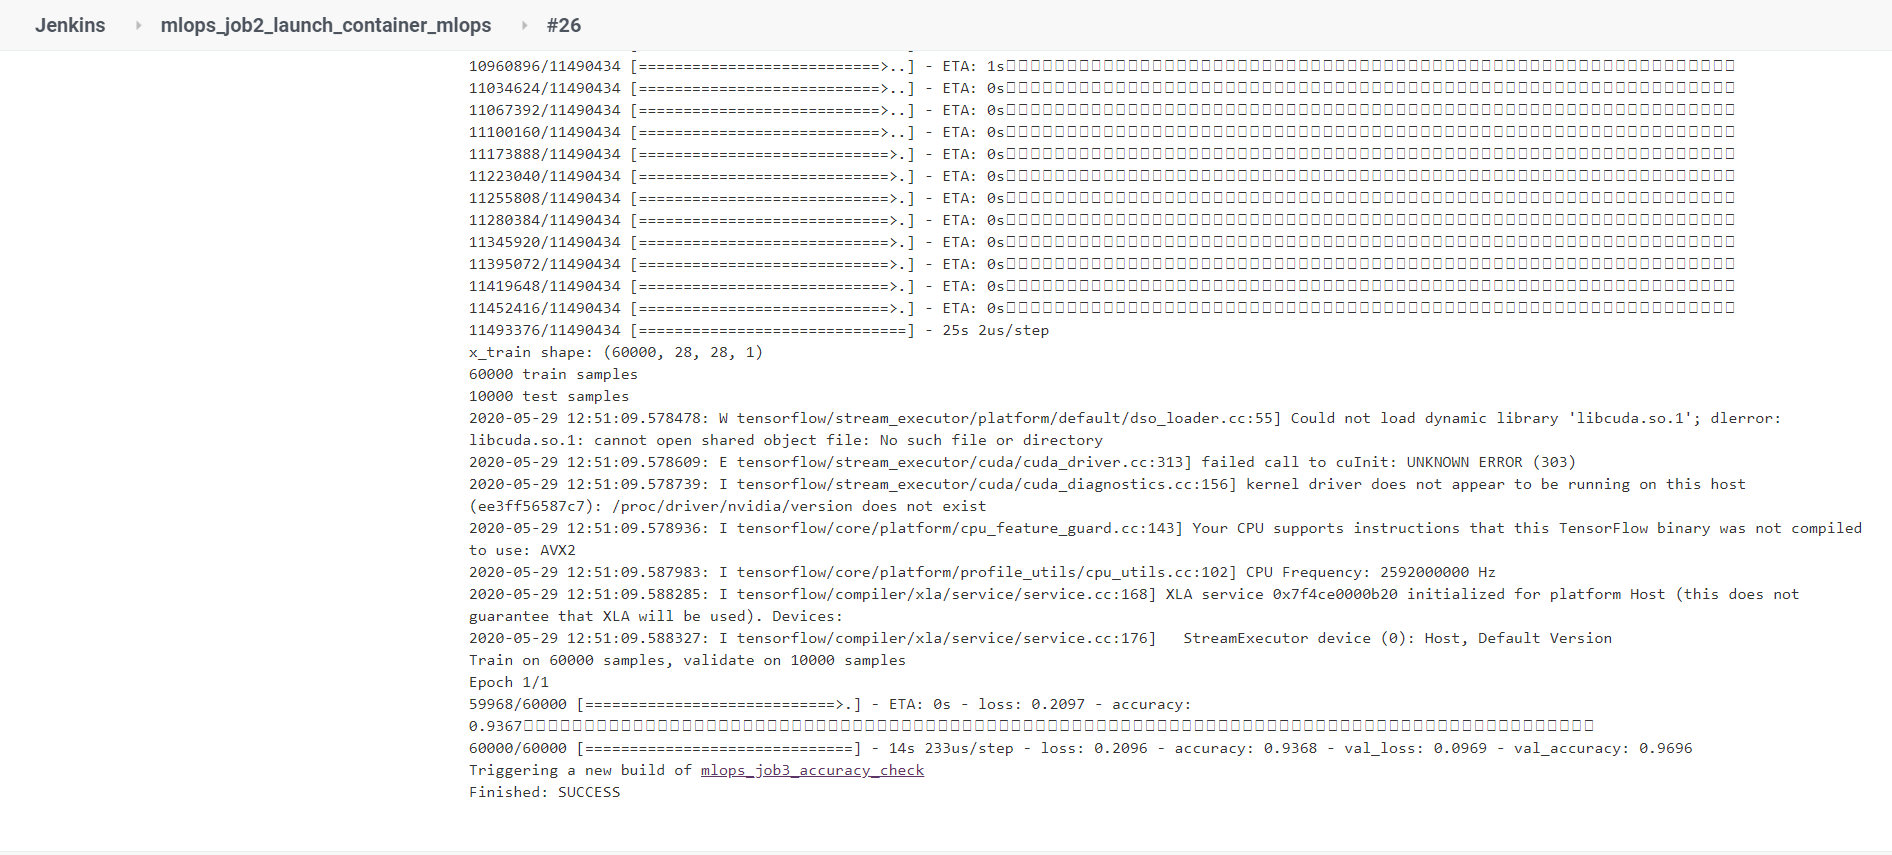 Jenkins mlops_job2_launch_container_mlops #26
10960896/11490434 [===========================>..] - ETA: 1s
11034624/11490434 [===========================>..] - ETA: 0s
11067392/11490434 [===========================>..] - ETA: 0s
11100160/11490434 [===========================>..] - ETA: 0s
11173888/11490434 [============================>.] - ETA: 0s
11223040/11490434 [============================>.] - ETA: 0s
11255808/11490434 [============================>.] - ETA: 0s
11280384/11490434 [============================>.] - ETA: 0s
11345920/11490434 [============================>.] - ETA: 0s
11395072/11490434 [============================>.] - ETA: 0s
11419648/11490434 [============================>.] - ETA: 0s
11452416/11490434 [============================>.] - ETA: 0s
11493376/11490434 [==============================] - 25s 2us/step
x_train shape: (60000, 28, 28, 1)
60000 train samples
10000 test samples
2020-05-29 12:51:09.578478: W tensorflow/stream_executor/platform/default/dso_loader.cc:55] Could not load dynamic library 'libcuda.so.1'; dlerror:
libcuda.so.1: cannot open shared object file: No such file or directory
2020-05-29 12:51:09.578609: E tensorflow/stream_executor/cuda/cuda_driver.cc:313] failed call to cuInit: UNKNOWN ERROR (303)
2020-05-29 12:51:09.578739: I tensorflow/stream_executor/cuda/cuda_diagnostics.cc:156] kernel driver does not appear to be running on this host
(ee3ff56587c7): /proc/driver/nvidia/version does not exist
2020-05-29 12:51:09.578936: I tensorflow/core/platform/cpu_feature_guard.cc:143] Your CPU supports instructions that this TensorFlow binary was not compiled
to use: AVX2
2020-05-29 12:51:09.587983: I tensorflow/core/platform/profile_utils/cpu_utils.cc:102] CPU Frequency: 2592000000 Hz
2020-05-29 12:51:09.588285: I tensorflow/compiler/xla/service/service.cc:168] XLA service 0x7f4ce0000b20 initialized for platform Host (this does not
guarantee that XLA will be used). Devices:
2020-05-29 12:51:09.588327: I tensorflow/compiler/xla/service/service.cc:176]   StreamExecutor device (0): Host, Default Version
Train on 60000 samples, validate on 10000 samples
Epoch 1/1
59968/60000 [============================>.] - ETA: 0s - loss: 0.2097 - accuracy:
0.9367
60000/60000 [==============================] - 14s 233us/step - loss: 0.2096 - accuracy: 0.9368 - val_loss: 0.0969 - val_accuracy: 0.9696
Triggering a new build of mlops_job3_accuracy_check
Finished: SUCCESS